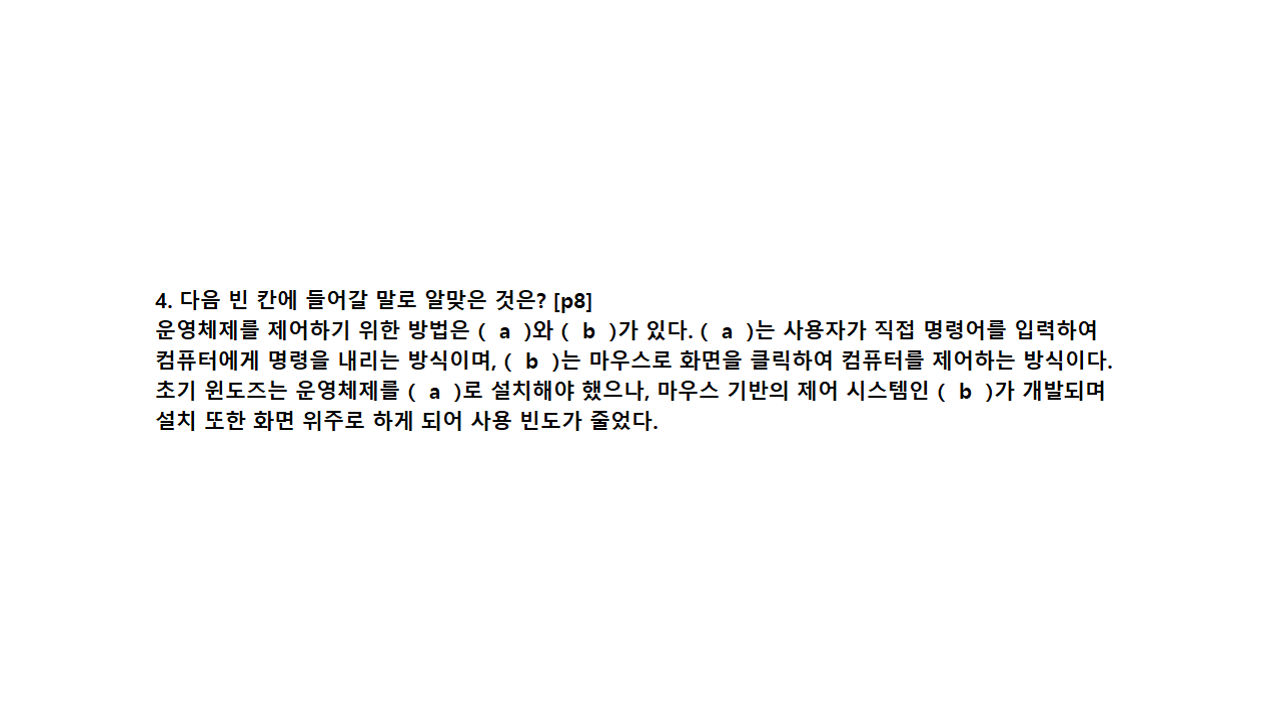 4. 다음 빈 칸에 들어갈 말로 알맞은 것은? [p8]
운영체제를 제어하기 위한 방법은 ( a )와 ( b )가 있다. ( a )는 사용자가 직접 명령어를 입력하여
컴퓨터에게 명령을 내리는 방식이며, ( b )는 마우스로 화면을 클릭하여 컴퓨터를 제어하는 방식이다.
초기 윈도즈는 운영체제를 ( a )로 설치해야 했으나, 마우스 기반의 제어 시스템인 ( b )가 개발되며
설치 또한 화면 위주로 하게 되어 사용 빈도가 줄었다.